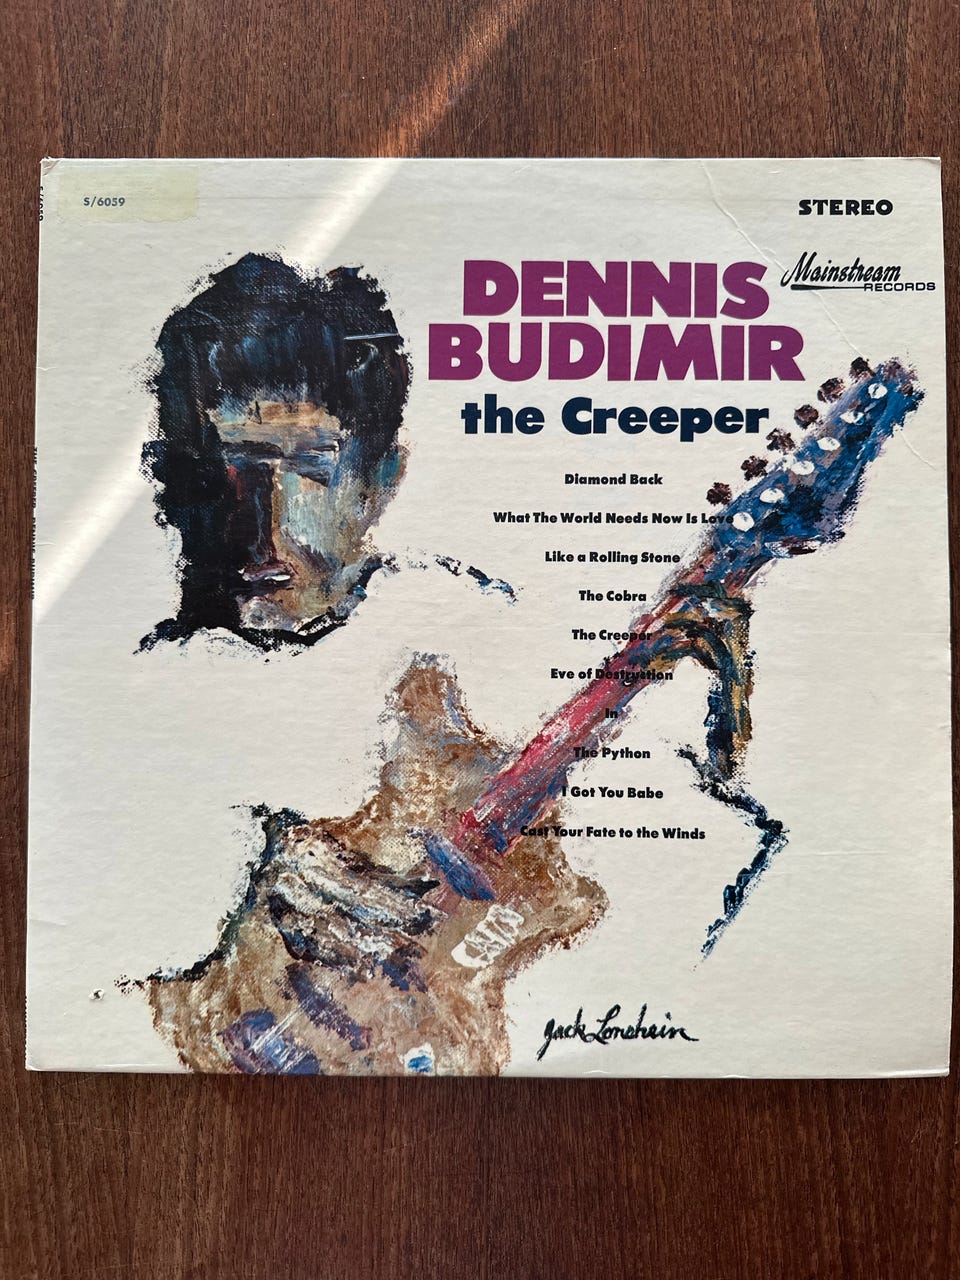 S/6059
STEREO
Mainstream
RECORDS
DENNIS
BUDIMIR
the Creeper
Diamond Back
What The World Needs Now Is Love
Like a Rolling Stone
The Cobra
The Creeper
Eve of Destruction
In
The Python
I Got You Babe
Cast Your Fate to the Winds
Jack Lonshein